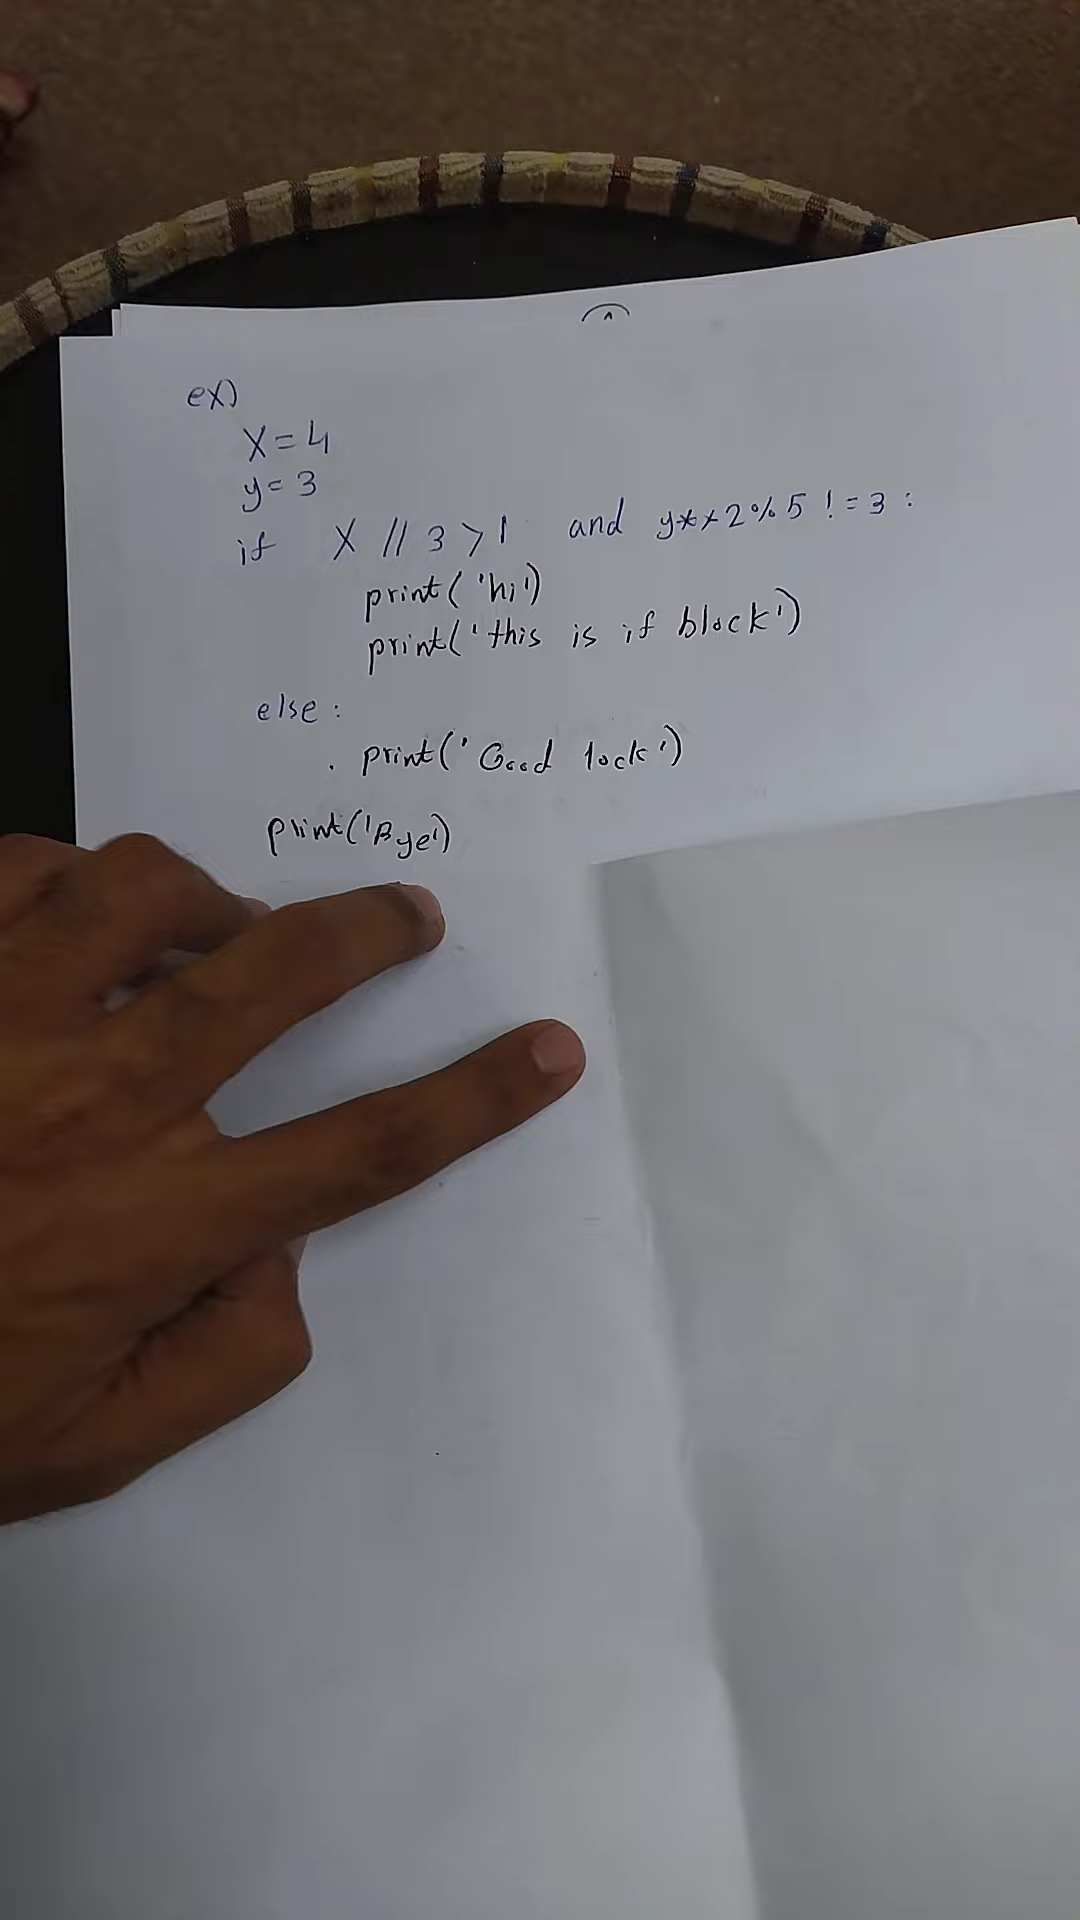 ex)
X=4
y=3
if X // 3 > 1 and y**2%5 != 3 :
print('hi')
print('this is if block')
else :
print('Good lock')
print('Bye')